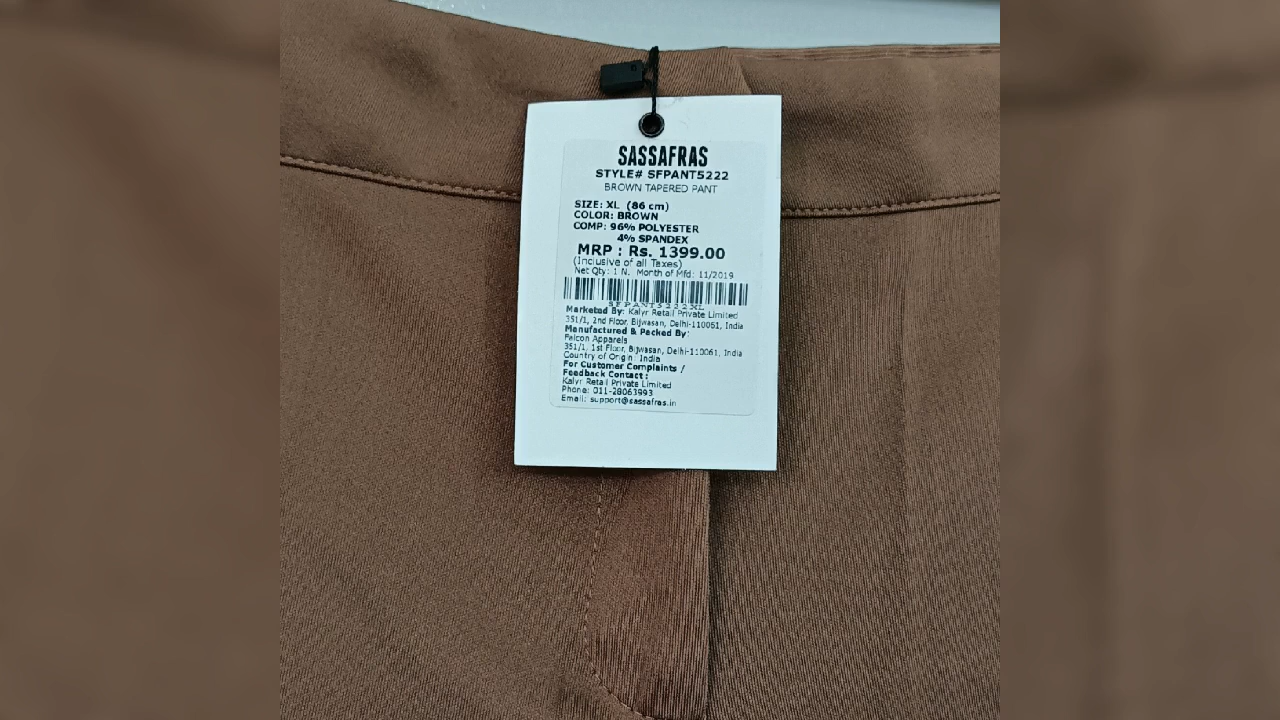 SASSAFRAS
STYLE# SFPANT5222
BROWN TAPERED PANT
SIZE: XL (86 cm)
COLOR: BROWN
COMP: 96% POLYESTER
4% SPANDEX
MRP : Rs. 1399.00
(Inclusive of all Taxes)
Net Qty: 1 N. Month of Mfd: 11/2019
SFPANT5222XL
Marketed By: Kalyr Retail Private Limited
351/1, 2nd Floor, Bijwasan, Delhi-110061, India
Manufactured & Packed By:
Falcon Apparels
351/1, 1st Floor, Bijwasan, Delhi-110061, India
Country of Origin: India
For Customer Complaints /
Feedback Contact :
Kalyr Retail Private Limited
Phone: 011-28063993
Email: support@sassafras.in